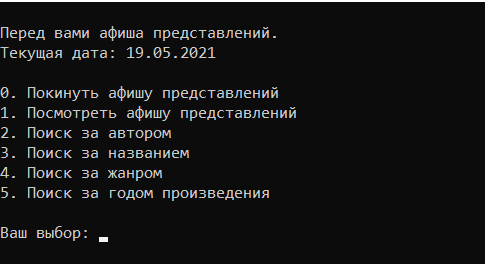 Перед вами афиша представлений.
Текущая дата: 19.05.2021
0. Покинуть афишу представлений
1. Посмотреть афишу представлений
2. Поиск за автором
3. Поиск за названием
4. Поиск за жанром
5. Поиск за годом произведения
Ваш выбор: